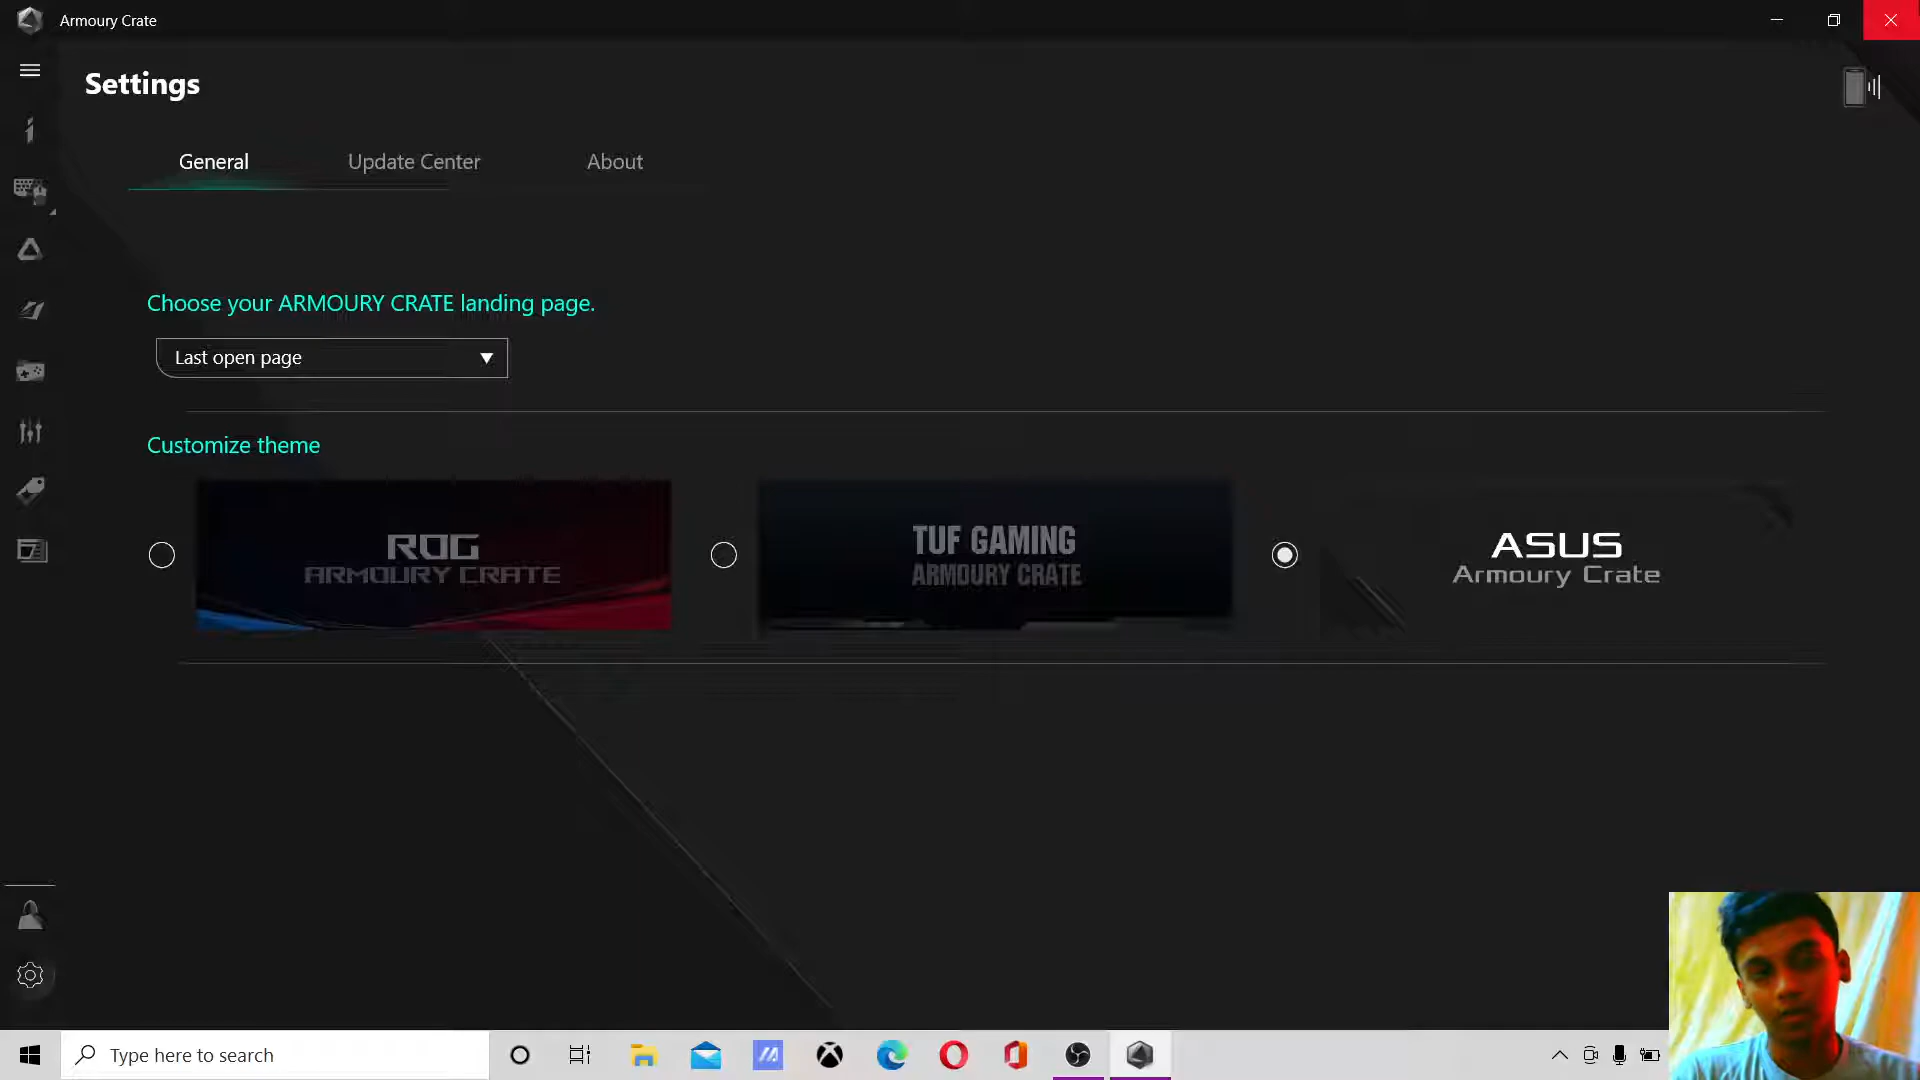 Armoury Crate
Settings
General
Update Center
About
Choose your ARMOURY CRATE landing page.
Last open page
Customize theme
ROG
ARMOURY CRATE
TUF GAMING
ARMOURY CRATE
ASUS
Armoury Crate
Type here to search